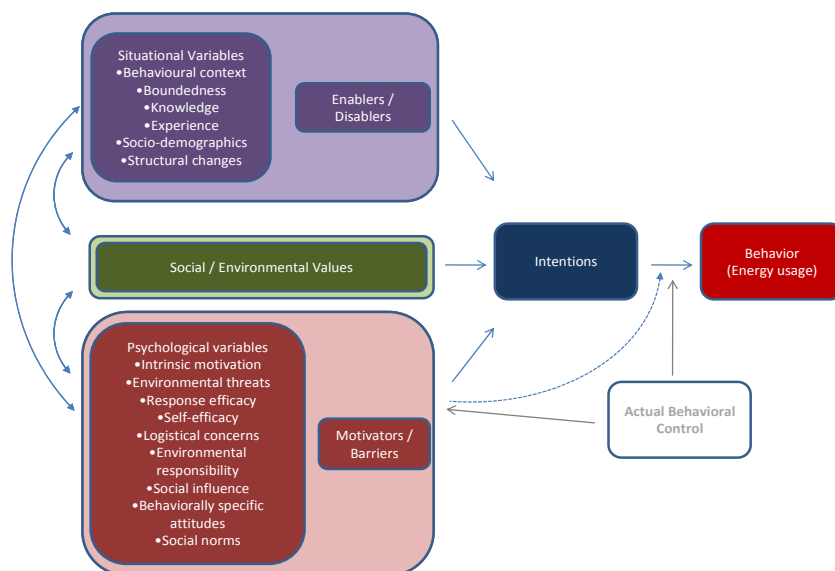 Situational Variables
•Behavioural context
•Boundedness
•Knowledge
•Experience
•Socio-demographics
•Structural changes
Enablers /
Disablers
Social / Environmental Values
Intentions
Behavior
(Energy usage)
Psychological variables
•Intrinsic motivation
•Environmental threats
•Response efficacy
•Self-efficacy
•Logistical concerns
•Environmental
responsibility
•Social influence
•Behaviorally specific
attitudes
•Social norms
Motivators /
Barriers
Actual Behavioral
Control